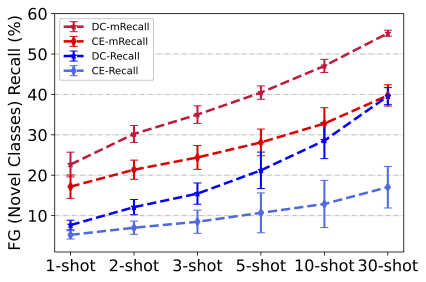 FG (Novel Classes) Recall (%)
60
50
40
30
20
10
DC-mRecall
CE-mRecall
DC-Recall
CE-Recall
1-shot 2-shot 3-shot 5-shot 10-shot 30-shot